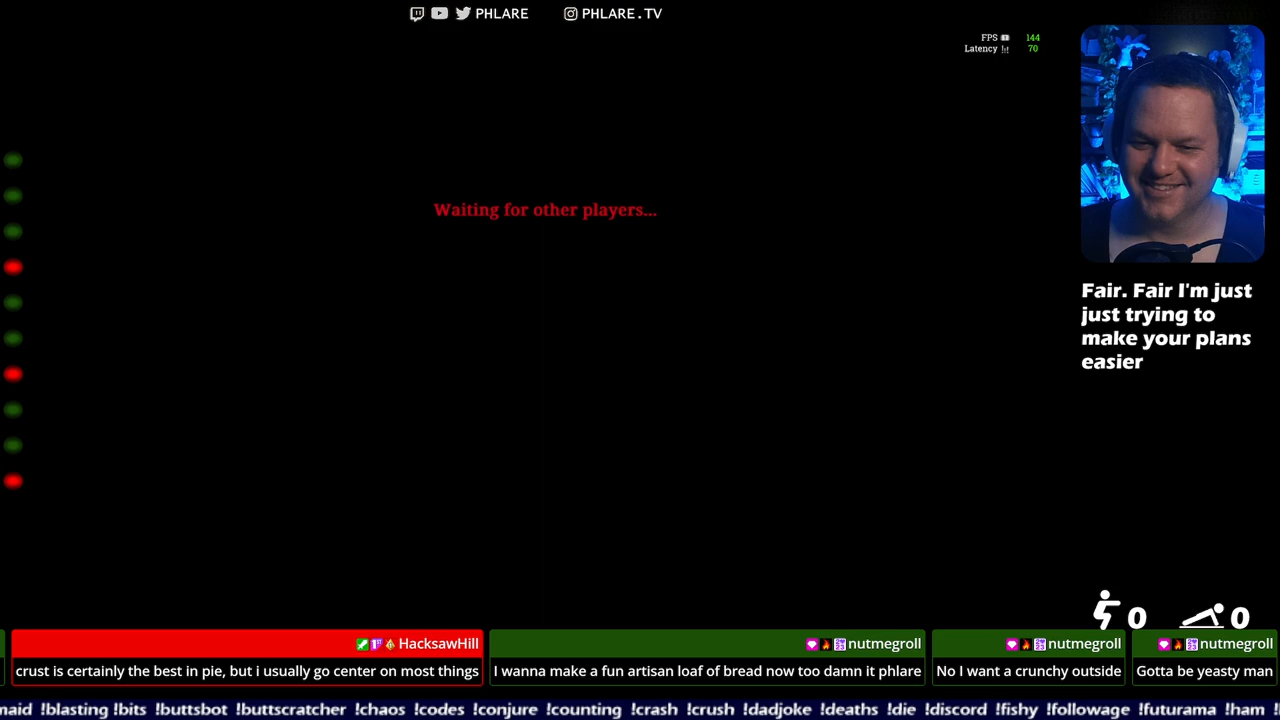 PHLARE PHLARE.TV
FPS 144
Latency 70
Waiting for other players...
Fair. Fair I'm just
just trying to
make your plans
easier
0 0
HacksawHill
crust is certainly the best in pie, but i usually go center on most things
nutmegroll
I wanna make a fun artisan loaf of bread now too damn it phlare
nutmegroll
No I want a crunchy outside
nutmegroll
Gotta be yeasty man
maid !blasting !bits !buttsbot !buttscratcher !chaos !codes !conjure !counting !crash !crush !dadjoke !deaths !die !discord !fishy !followage !futurama !ham